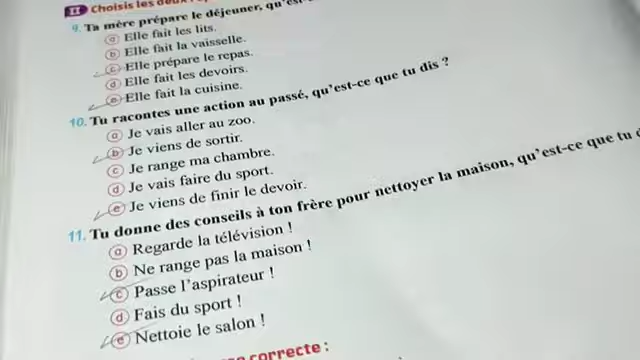 II Choisis les deux
9. Ta mère prépare le déjeuner,
a Elle fait les lits.
b Elle fait la vaisselle.
c Elle prépare le repas.
d Elle fait les devoirs.
e Elle fait la cuisine.
10. Tu racontes une action au passé, qu'est-ce que tu dis ?
a Je vais aller au zoo.
b Je viens de sortir.
c Je range ma chambre.
d Je vais faire du sport.
e Je viens de finir le devoir.
11. Tu donne des conseils à ton frère pour nettoyer la maison, qu'est-ce que tu
a Regarde la télévision !
b Ne range pas la maison !
c Passe l'aspirateur !
d Fais du sport !
e Nettoie le salon !
correcte :